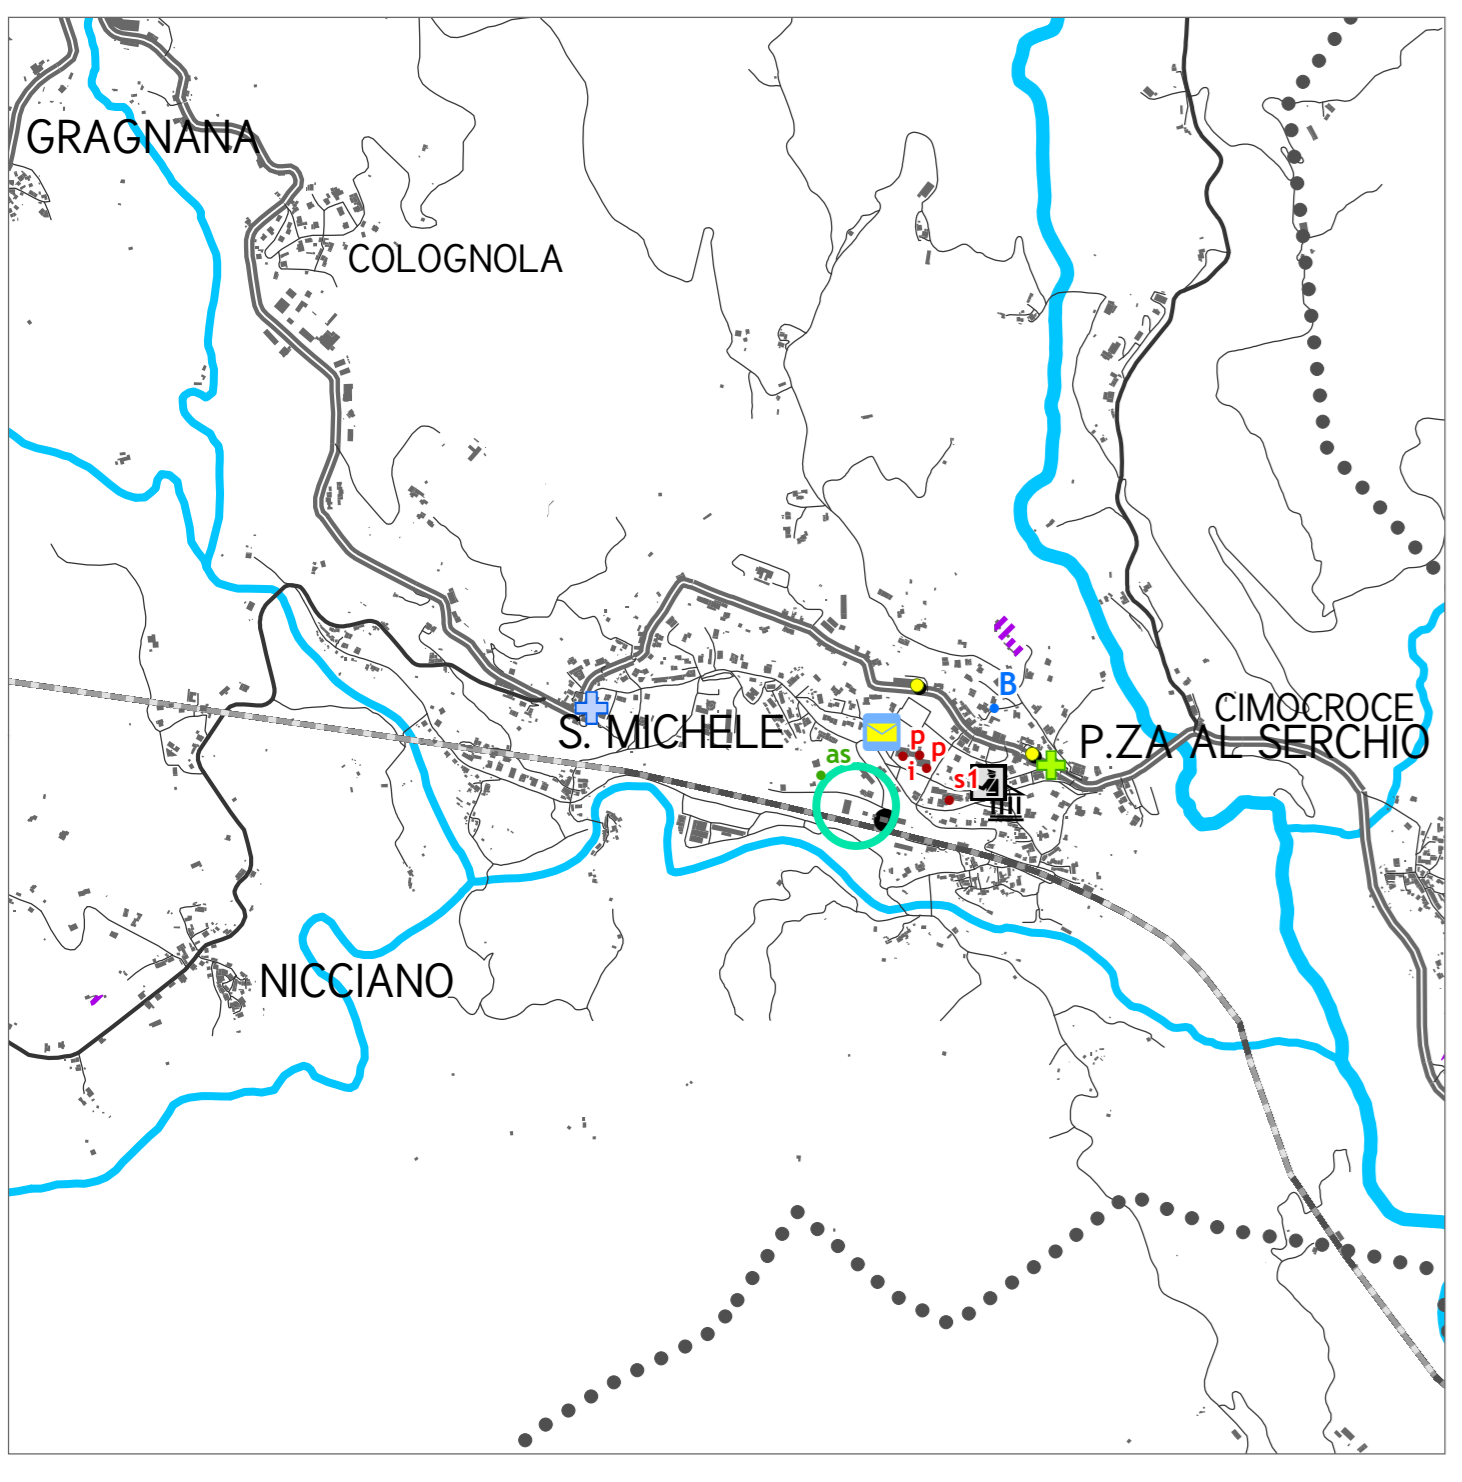 GRAGNANA
COLOGNOLA
B
CIMOCROCE
S. MICHELE
P.ZA AL SERCHIO
p
p
as
i
s1
NICCIANO